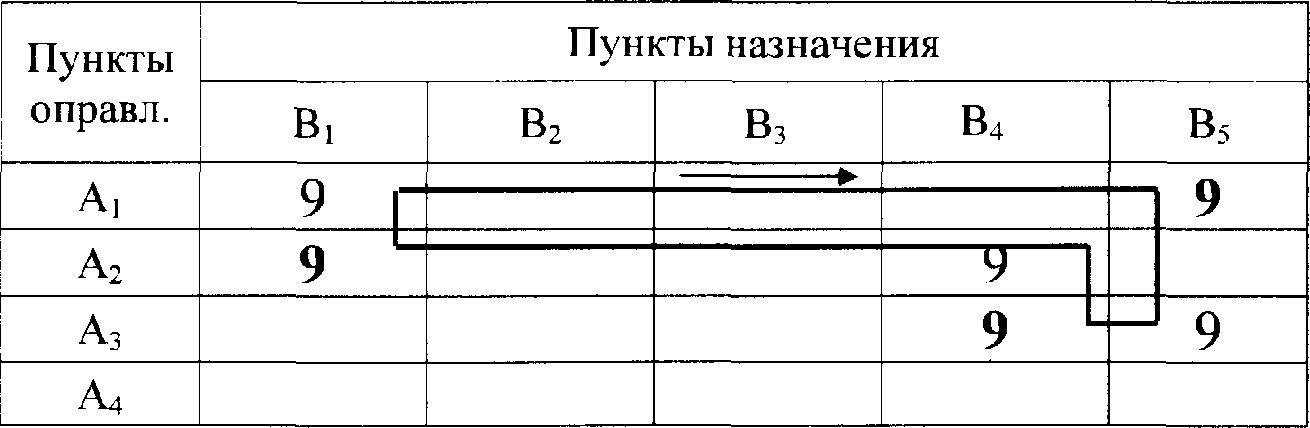 Пункты оправл.
Пункты назначения
B₁ B₂ B₃ B₄ B₅
A₁ 9 9
A₂ 9 9
A₃ 9 9
A₄